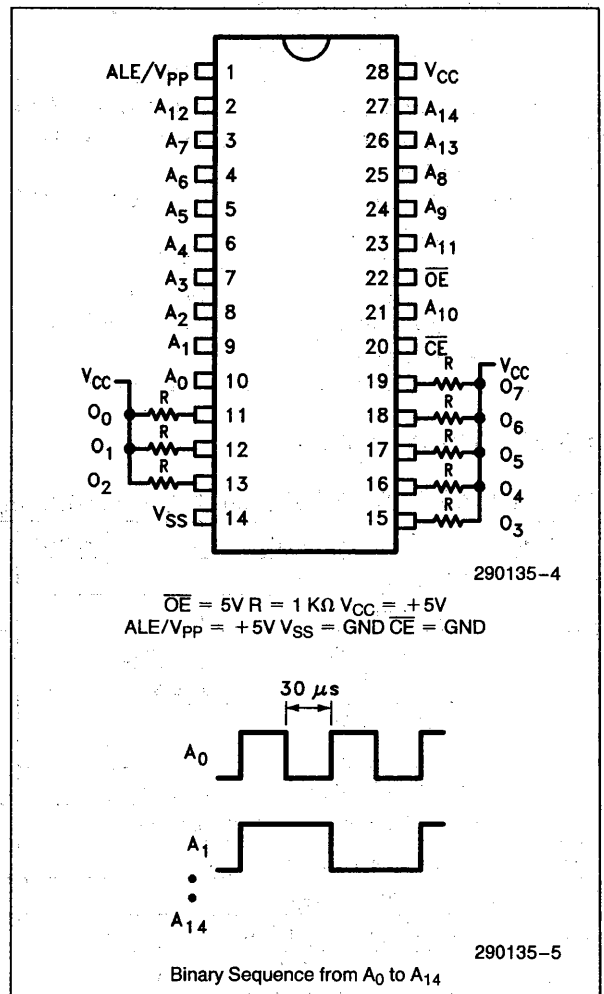 ALE/VPP 1 28 VCC
A12 2 27 A14
A7 3 26 A13
A6 4 25 A8
A5 5 24 A9
A4 6 23 A11
A3 7 22 OE
A2 8 21 A10
A1 9 20 CE
A0 10
VCC
R
O0 11
R
O1 12
R
O2 13
VSS 14
VCC
R
19 O7
R
18 O6
R
17 O5
R
16 O4
R
15 O3
290135-4
OE = 5V R = 1 KΩ VCC = +5V
ALE/VPP = +5V VSS = GND CE = GND
30 μs
A0
A1
A14
290135-5
Binary Sequence from A0 to A14